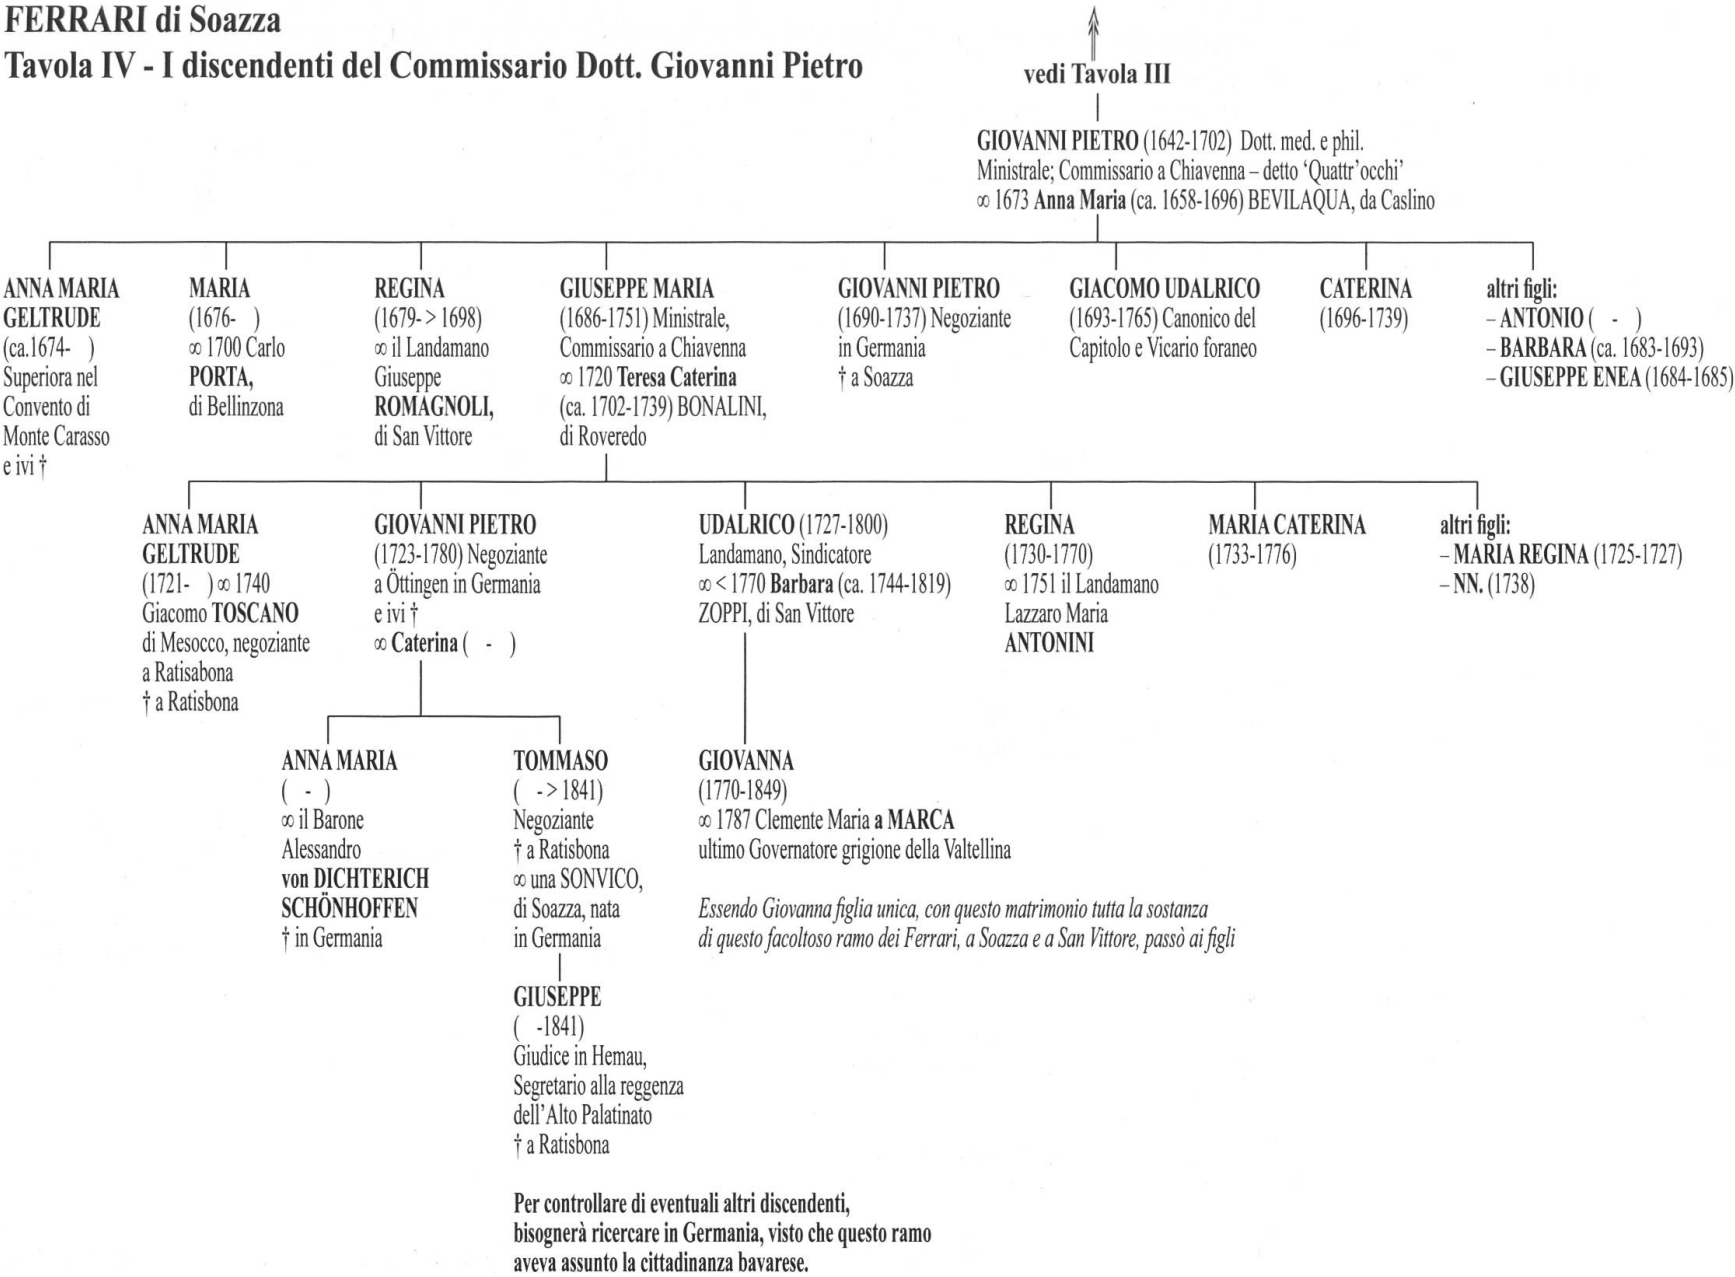 FERRARI di Soazza
Tavola IV - I discendenti del Commissario Dott. Giovanni Pietro
vedi Tavola III
GIOVANNI PIETRO (1642-1702) Dott. med. e phil.
Ministrale; Commissario a Chiavenna – detto ‘Quattr’occhi’
∞ 1673 Anna Maria (ca. 1658-1696) BEVILAQUA, da Caslino
ANNA MARIA
GELTRUDE
(ca.1674- )
Superiora nel
Convento di
Monte Carasso
e ivi †
MARIA
(1676- )
∞ 1700 Carlo
PORTA,
di Bellinzona
REGINA
(1679- > 1698)
∞ il Landamano
Giuseppe
ROMAGNOLI,
di San Vittore
GIUSEPPE MARIA
(1686-1751) Ministrale,
Commissario a Chiavenna
∞ 1720 Teresa Caterina
(ca. 1702-1739) BONALINI,
di Roveredo
GIOVANNI PIETRO
(1690-1737) Negoziante
in Germania
† a Soazza
GIACOMO UDALRICO
(1693-1765) Canonico del
Capitolo e Vicario foraneo
CATERINA
(1696-1739)
altri figli:
– ANTONIO ( - )
– BARBARA (ca. 1683-1693)
– GIUSEPPE ENEA (1684-1685)
ANNA MARIA
GELTRUDE
(1721- ) ∞ 1740
Giacomo TOSCANO
di Mesocco, negoziante
a Ratisabona
† a Ratisbona
GIOVANNI PIETRO
(1723-1780) Negoziante
a Öttingen in Germania
e ivi †
∞ Caterina ( - )
UDALRICO (1727-1800)
Landamano, Sindicatore
∞ < 1770 Barbara (ca. 1744-1819)
ZOPPI, di San Vittore
REGINA
(1730-1770)
∞ 1751 il Landamano
Lazzaro Maria
ANTONINI
MARIA CATERINA
(1733-1776)
altri figli:
– MARIA REGINA (1725-1727)
– NN. (1738)
ANNA MARIA
( - )
∞ il Barone
Alessandro
von DICHTERICH
SCHÖNHOFFEN
† in Germania
TOMMASO
( - > 1841)
Negoziante
† a Ratisbona
∞ una SONVICO,
di Soazza, nata
in Germania
GIOVANNA
(1770-1849)
∞ 1787 Clemente Maria a MARCA
ultimo Governatore grigione della Valtellina
Essendo Giovanna figlia unica, con questo matrimonio tutta la sostanza
di questo facoltoso ramo dei Ferrari, a Soazza e a San Vittore, passò ai figli
GIUSEPPE
( -1841)
Giudice in Hemau,
Segretario alla reggenza
dell’Alto Palatinato
† a Ratisbona
Per controllare di eventuali altri discendenti,
bisognerà ricercare in Germania, visto che questo ramo
aveva assunto la cittadinanza bavarese.